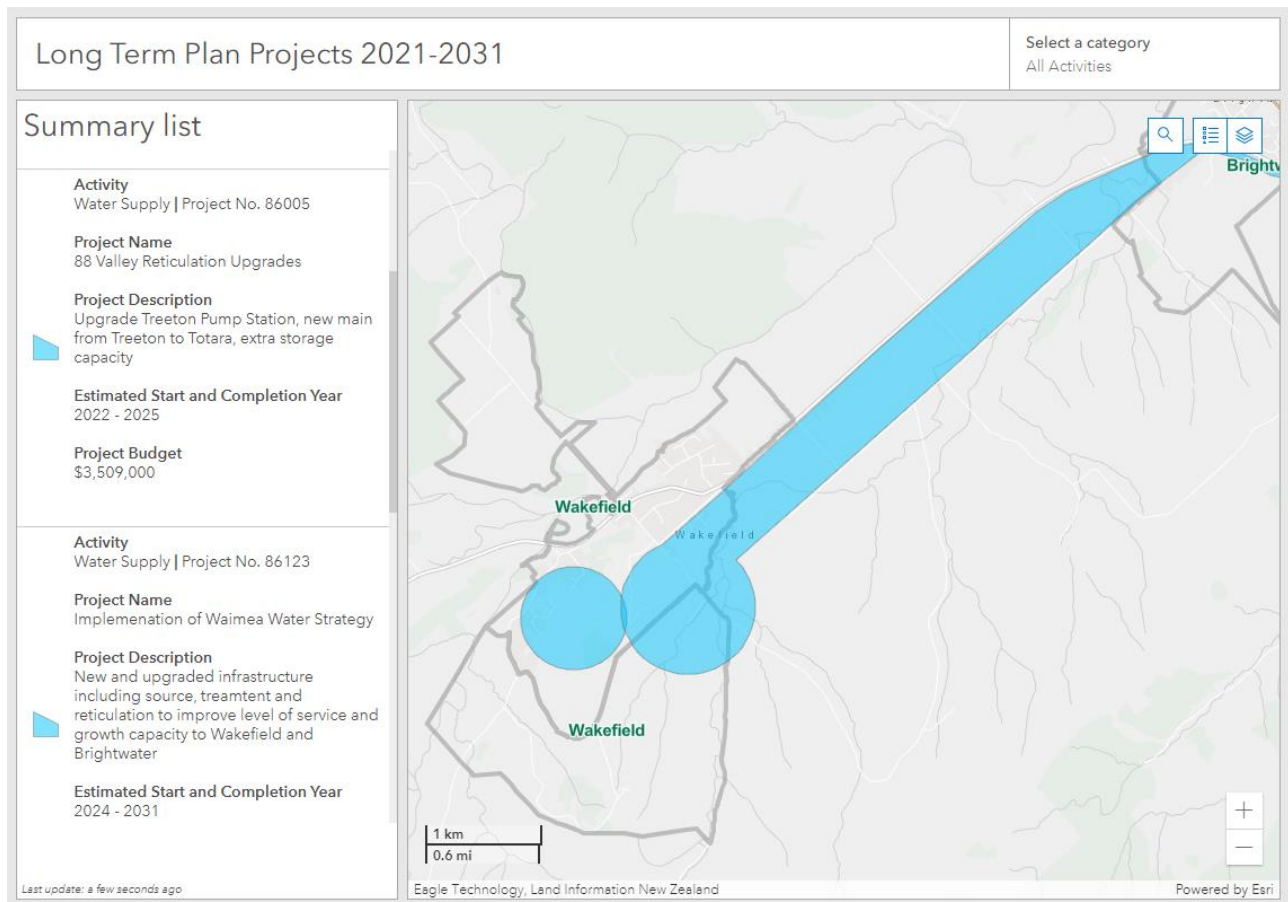 Long Term Plan Projects 2021-2031
Select a category
All Activities
Summary list
Activity
Water Supply | Project No. 86005
Project Name
88 Valley Reticulation Upgrades
Project Description
Upgrade Treeton Pump Station, new main
from Treeton to Totara, extra storage
capacity
Estimated Start and Completion Year
2022 - 2025
Project Budget
$3,509,000
Activity
Water Supply | Project No. 86123
Project Name
Implemenation of Waimea Water Strategy
Project Description
New and upgraded infrastructure
including source, treamtent and
reticulation to improve level of service and
growth capacity to Wakefield and
Brightwater
Estimated Start and Completion Year
2024 - 2031
Last update: a few seconds ago
Brightw
Wakefield
Wakefield
Wakefield
1 km
0.6 mi
Eagle Technology, Land Information New Zealand
Powered by Esri